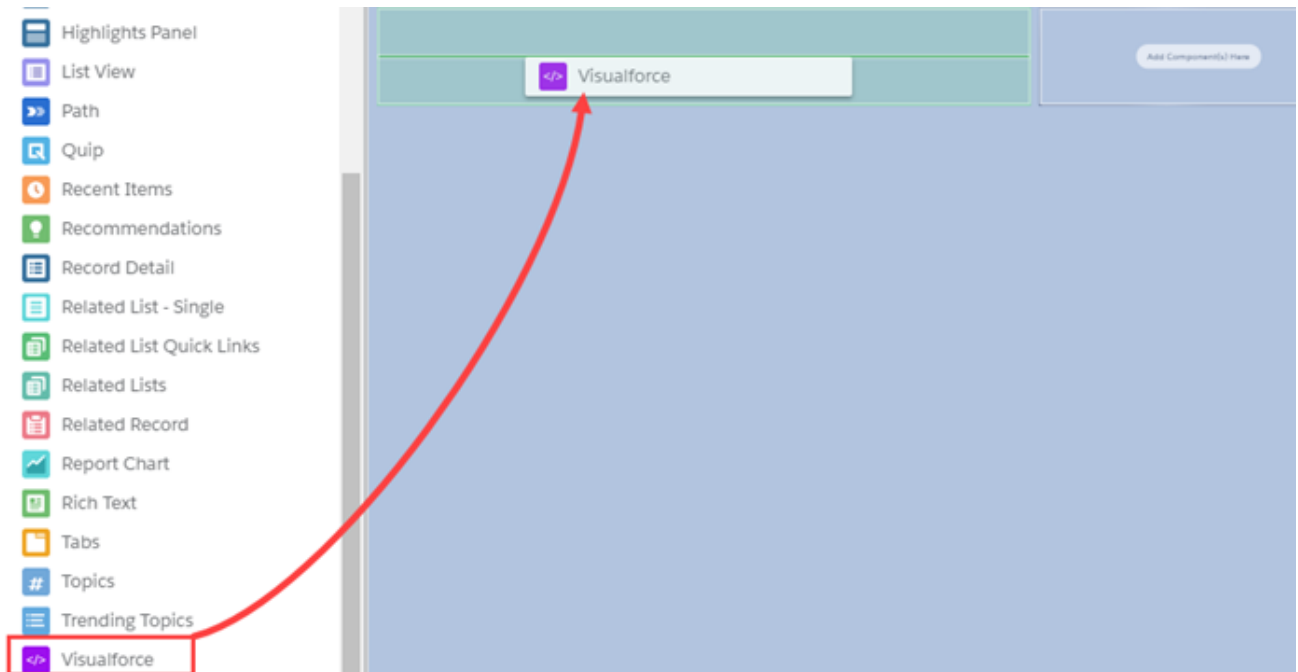 Highlights Panel
List View
Path
Quip
Recent Items
Recommendations
Record Detail
Related List - Single
Related List Quick Links
Related Lists
Related Record
Report Chart
Rich Text
Tabs
Topics
Trending Topics
Visualforce
Visualforce
Add Component(s) Here